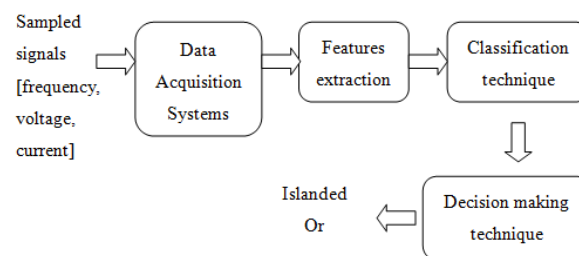 Sampled
signals
[frequency,
voltage,
current]
Data
Acquisition
Systems
Features
extraction
Classification
technique
Decision making
technique
Islanded
Or